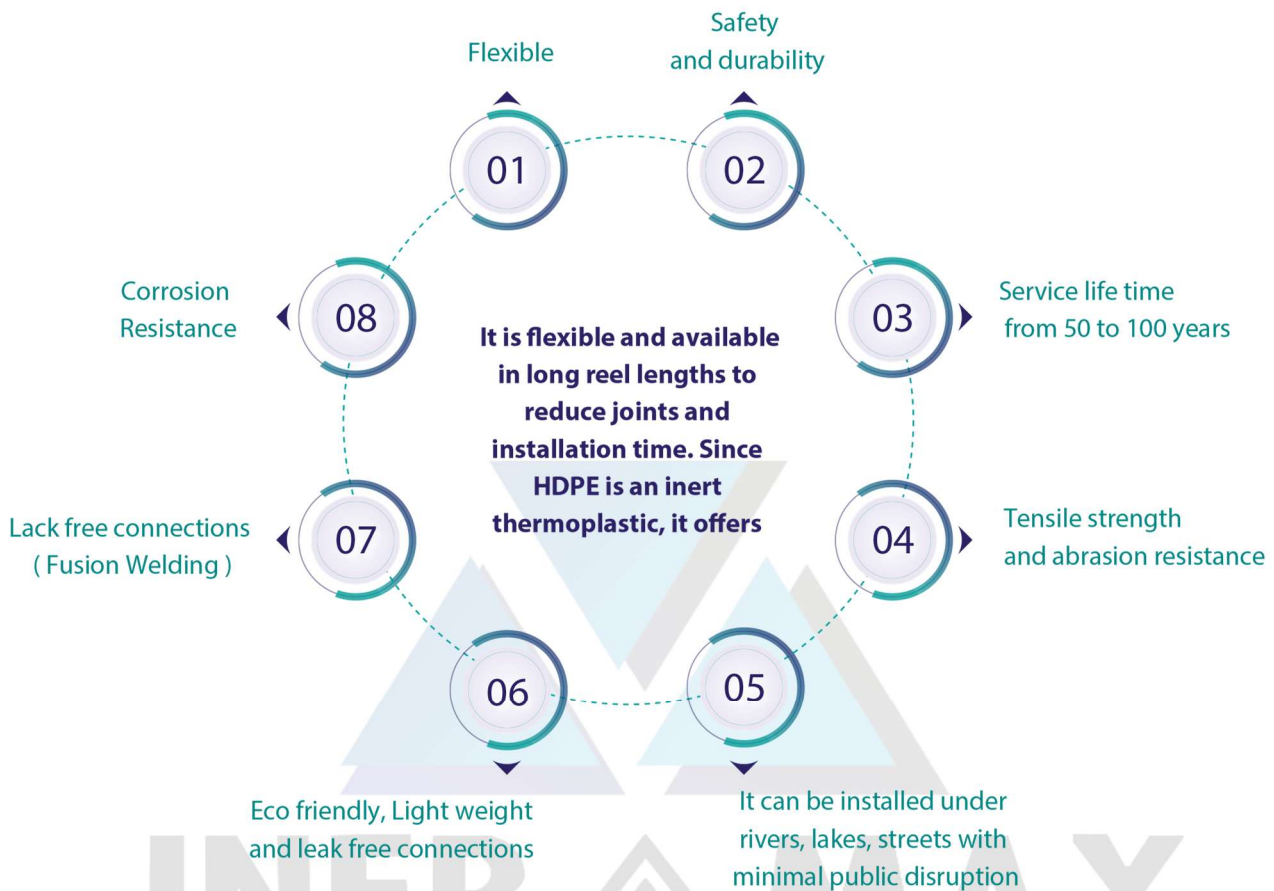 Flexible
Safety
and durability
01
02
Corrosion
Resistance
08
03
Service life time
from 50 to 100 years
It is flexible and available
in long reel lengths to
reduce joints and
installation time. Since
HDPE is an inert
thermoplastic, it offers
Lack free connections
( Fusion Welding )
07
04
Tensile strength
and abrasion resistance
06
05
Eco friendly, Light weight
and leak free connections
It can be installed under
rivers, lakes, streets with
minimal public disruption